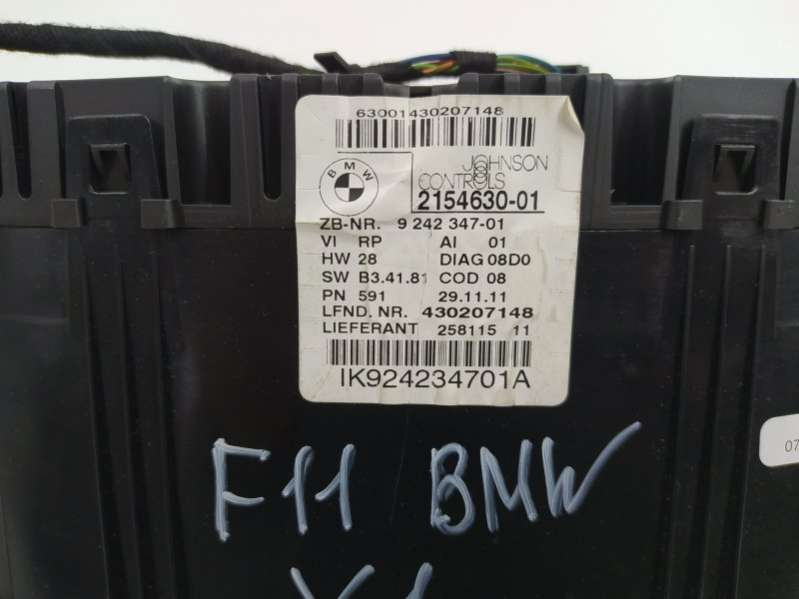 63001430207148
BMW
JOHNSON
CONTROLS
2154630-01
ZB-NR. 9 242 347-01
VI RP AI 01
HW 28 DIAG 08D0
SW B3.41.81 COD 08
PN 591 29.11.11
LFND. NR. 430207148
LIEFERANT 258115 11
IK924234701A
07
F11 BMW